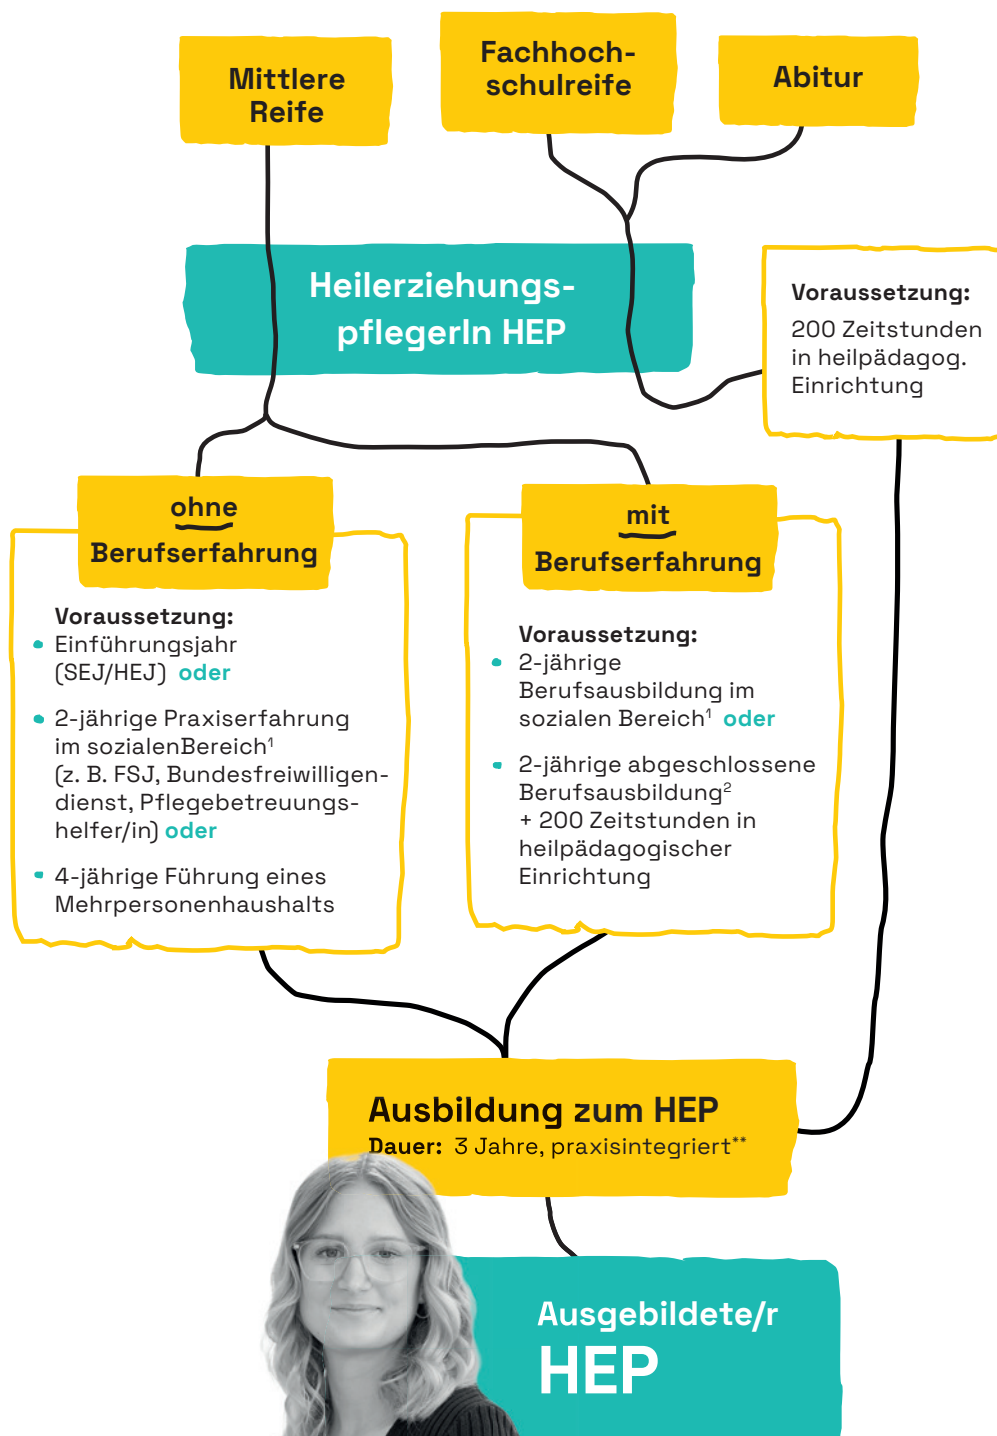 Mittlere
Reife
Fachhoch-
schulreife
Abitur
Heilerziehungs-
pflegerIn HEP
Voraussetzung:
200 Zeitstunden
in heilpädagog.
Einrichtung
ohne
Berufserfahrung
Voraussetzung:
Einführungsjahr
(SEJ/HEJ) oder
2-jährige Praxiserfahrung
im sozialenBereich¹
(z. B. FSJ, Bundesfreiwilligen-
dienst, Pflegebetreuungs-
helfer/in) oder
4-jährige Führung eines
Mehrpersonenhaushalts
mit
Berufserfahrung
Voraussetzung:
2-jährige
Berufsausbildung im
sozialen Bereich¹ oder
2-jährige abgeschlossene
Berufsausbildung²
+ 200 Zeitstunden in
heilpädagogischer
Einrichtung
Ausbildung zum HEP
Dauer: 3 Jahre, praxisintegriert**
Ausgebildete/r
HEP